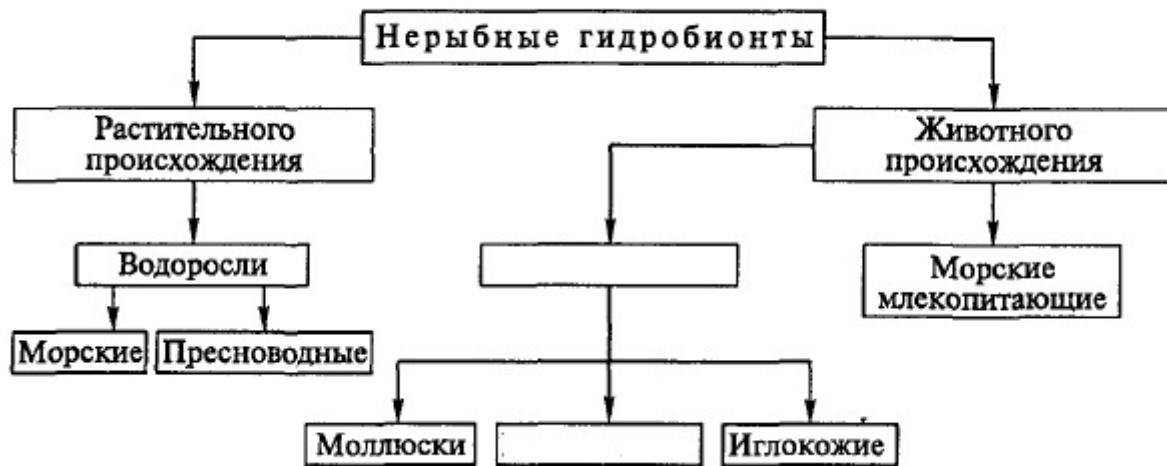 Нерыбные гидробионты
Растительного
происхождения
Животного
происхождения
Водоросли
Морские
млекопитающие
Морские
Пресноводные
Моллюски
Иглокожие